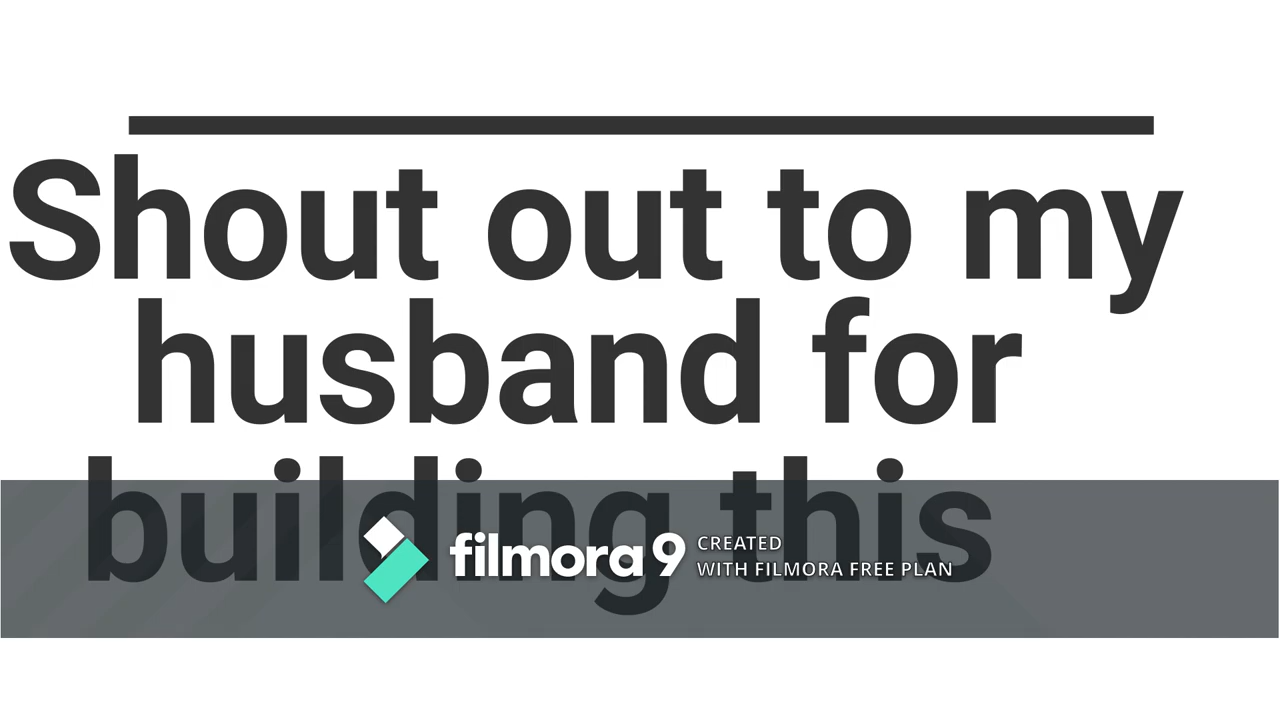 Shout out to my
husband for
building this
filmora9 CREATED
WITH FILMORA FREE PLAN